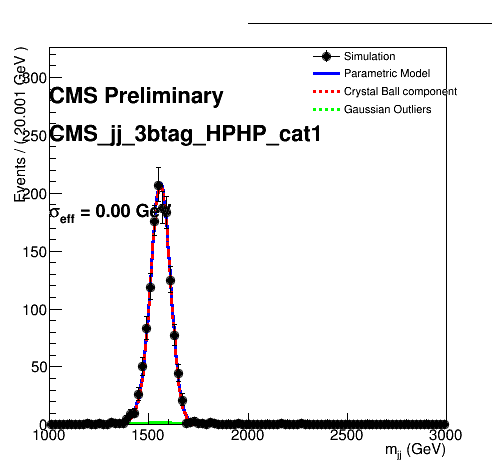 Simulation
Parametric Model
Crystal Ball component
Gaussian Outliers
CMS Preliminary
CMS_jj_3btag_HPHP_cat1
σeff = 0.00 GeV
Events / ( 20.001 GeV )
300
250
200
150
100
50
0
1000 1500 2000 2500 3000
mjj (GeV)